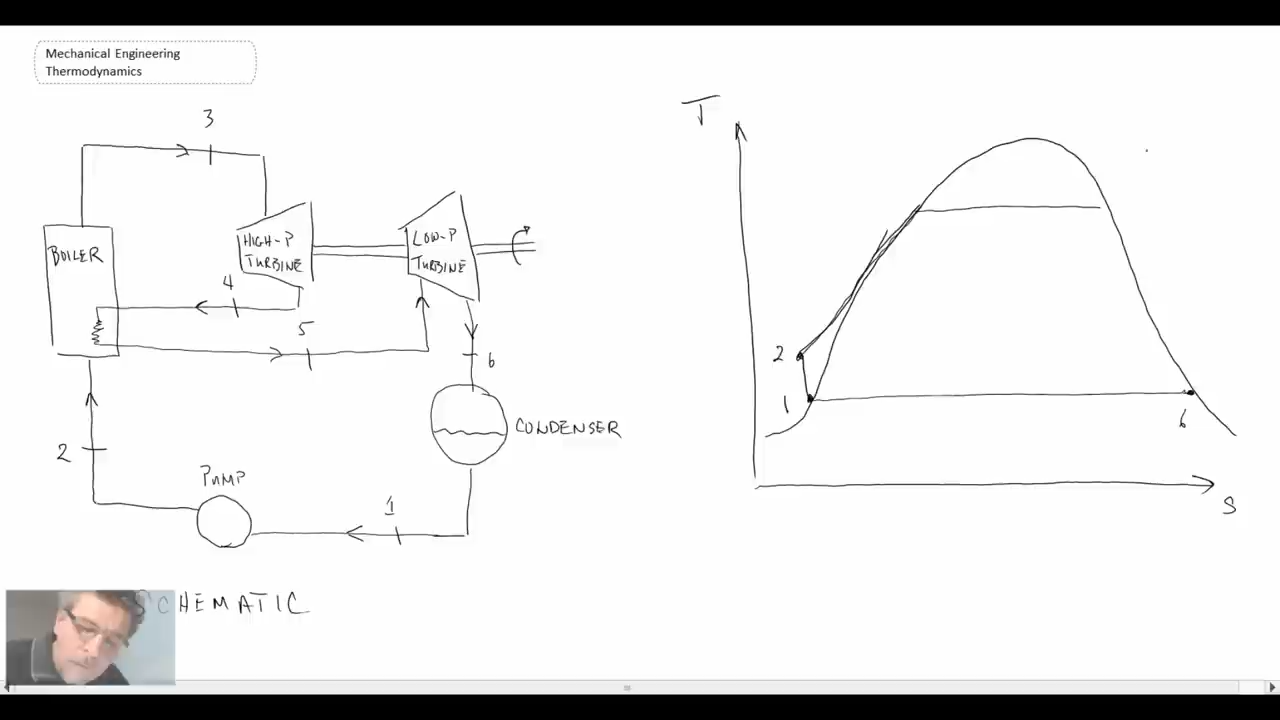 Mechanical Engineering
Thermodynamics
3
BOILER
HIGH-P
TURBINE
LOW-P
TURBINE
4
5
6
CONDENSER
2
PUMP
1
SCHEMATIC
T
2
1
6
S